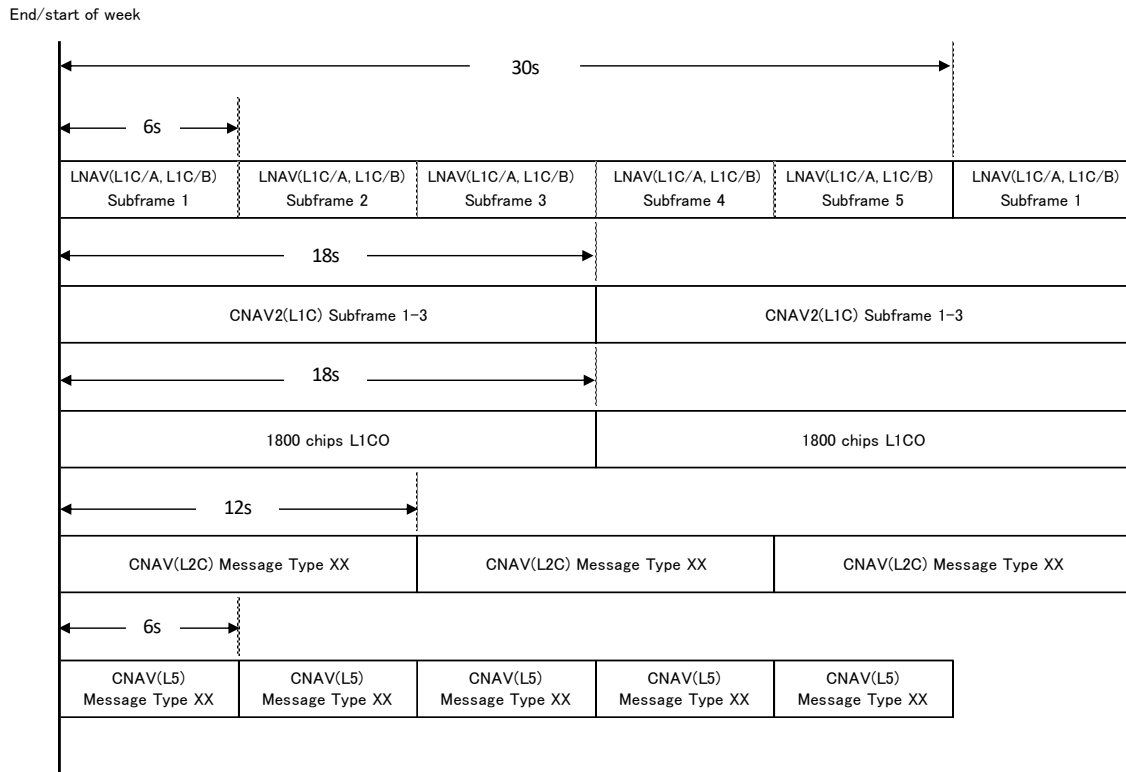 End/start of week
30s
6s
LNAV(L1C/A, L1C/B)
Subframe 1
LNAV(L1C/A, L1C/B)
Subframe 2
LNAV(L1C/A, L1C/B)
Subframe 3
LNAV(L1C/A, L1C/B)
Subframe 4
LNAV(L1C/A, L1C/B)
Subframe 5
LNAV(L1C/A, L1C/B)
Subframe 1
18s
CNAV2(L1C) Subframe 1-3
CNAV2(L1C) Subframe 1-3
18s
1800 chips L1CO
1800 chips L1CO
12s
CNAV(L2C) Message Type XX
CNAV(L2C) Message Type XX
CNAV(L2C) Message Type XX
6s
CNAV(L5)
Message Type XX
CNAV(L5)
Message Type XX
CNAV(L5)
Message Type XX
CNAV(L5)
Message Type XX
CNAV(L5)
Message Type XX